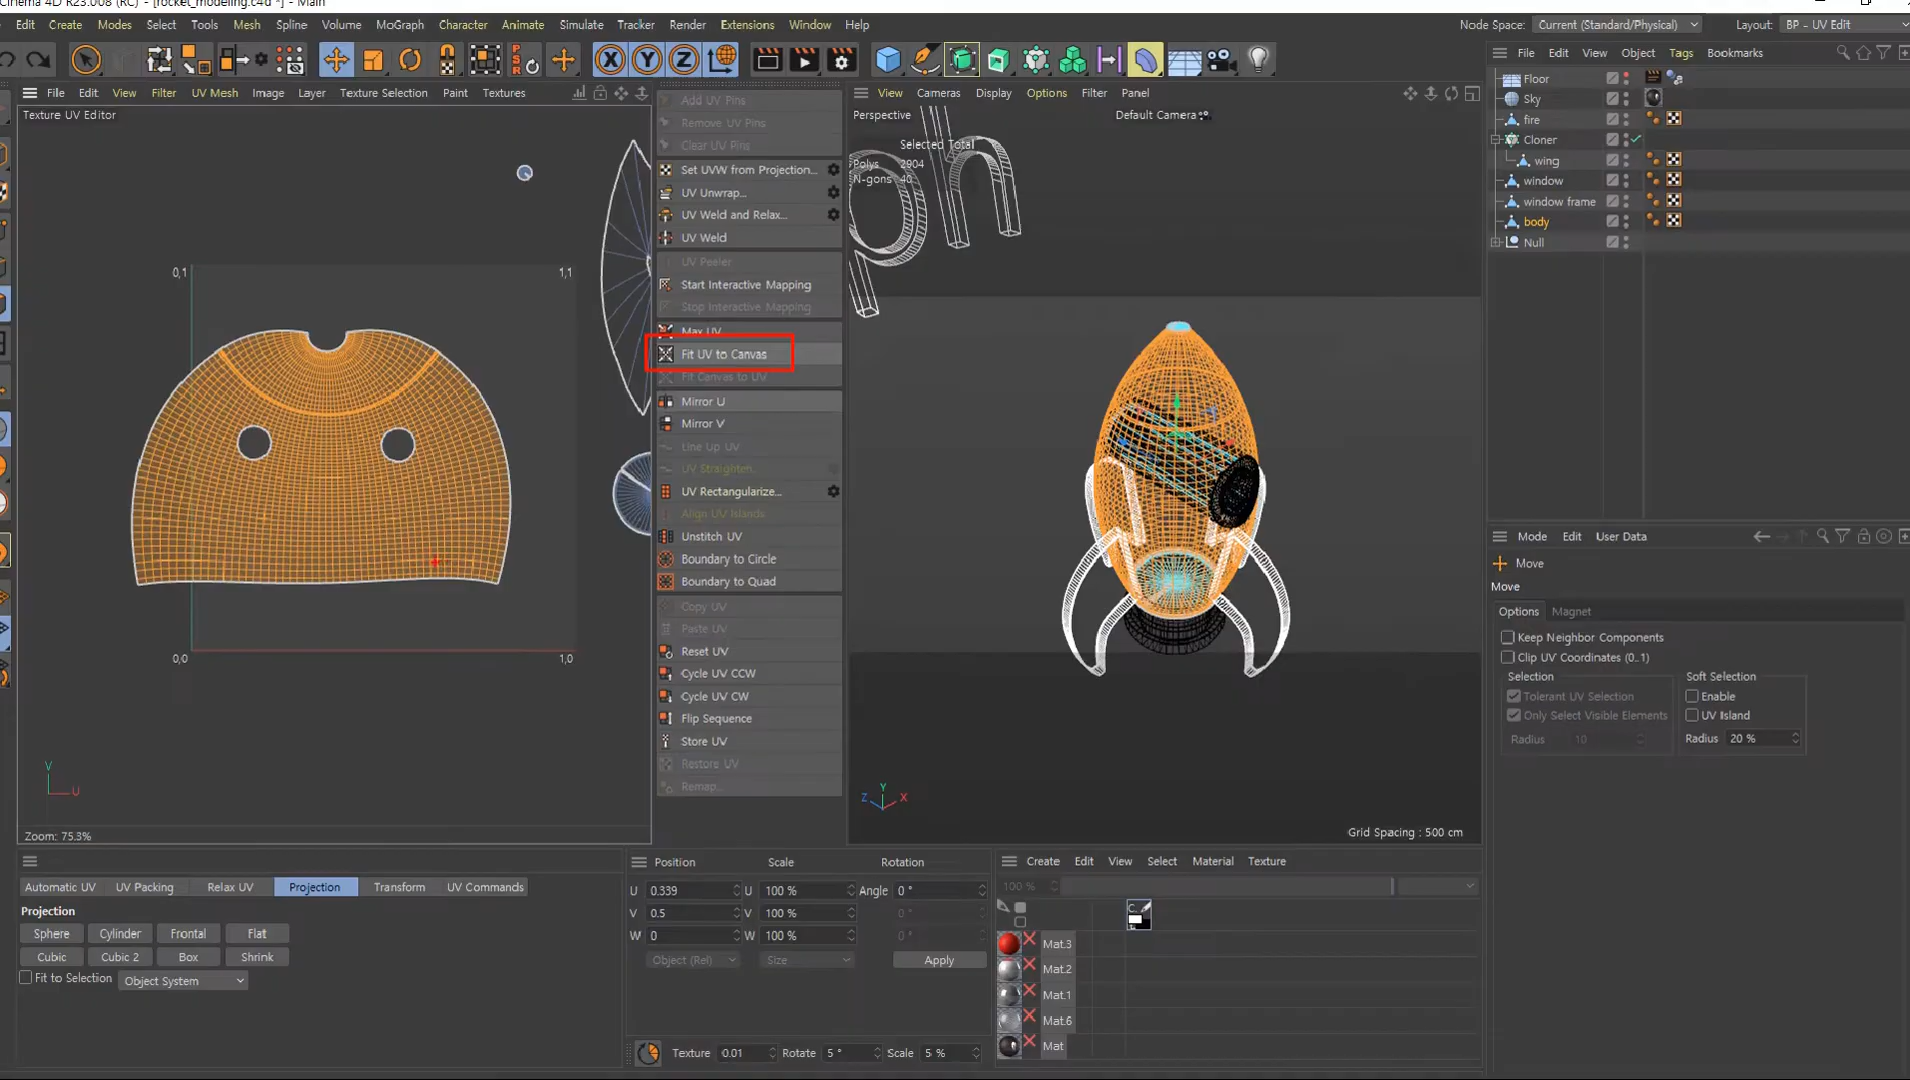 Cinema 4D R23.008 (RC) - [rocket_modeling.c4d *] - Main
Edit Create Modes Select Tools Mesh Spline Volume MoGraph Character Animate Simulate Tracker Render Extensions Window Help
Node Space: Current (Standard/Physical) Layout: BP - UV Edit
File Edit View Filter UV Mesh Image Layer Texture Selection Paint Textures
Texture UV Editor
0,1 1,1
0,0 1,0
V
U
Zoom: 75.3%
Add UV Pins
Remove UV Pins
Clear UV Pins
Set UVW from Projection...
UV Unwrap...
UV Weld and Relax...
UV Weld
UV Peeler
Start Interactive Mapping
Stop Interactive Mapping
Max UV
Fit UV to Canvas
Fit Canvas to UV
Mirror U
Mirror V
Line Up UV
UV Straighten...
UV Rectangularize...
Align UV Islands
Unstitch UV
Boundary to Circle
Boundary to Quad
Copy UV
Paste UV
Reset UV
Cycle UV CCW
Cycle UV CW
Flip Sequence
Store UV
Restore UV
Remap...
View Cameras Display Options Filter Panel
Perspective Default Camera
Selected Total
Polys 2904
N-gons 40
Y
Z X
Grid Spacing : 500 cm
File Edit View Object Tags Bookmarks
Floor
Sky
fire
Cloner
wing
window
window frame
body
Null
Mode Edit User Data
Move
Move
Options Magnet
Keep Neighbor Components
Clip UV Coordinates (0..1)
Selection Soft Selection
Tolerant UV Selection Enable
Only Select Visible Elements UV Island
Radius 10 Radius 20 %
Automatic UV UV Packing Relax UV Projection Transform UV Commands
Projection
Sphere Cylinder Frontal Flat
Cubic Cubic 2 Box Shrink
Fit to Selection Object System
Position Scale Rotation
U 0.339 U 100 % Angle 0 °
V 0.5 V 100 % 0 °
W 0 W 100 % 0 °
Object (Rel) Size Apply
Texture 0.01 Rotate 5 ° Scale 5 %
Create Edit View Select Material Texture
100 %
C
Mat.3
Mat.2
Mat.1
Mat.6
Mat